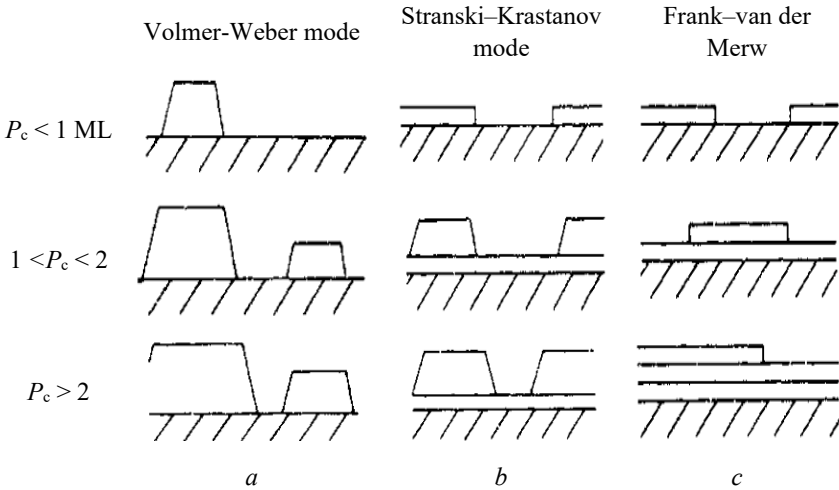 Volmer-Weber mode
Stranski–Krastanov
mode
Frank–van der
Merw
Pc < 1 ML
1 <Pc < 2
Pc > 2
a
b
c